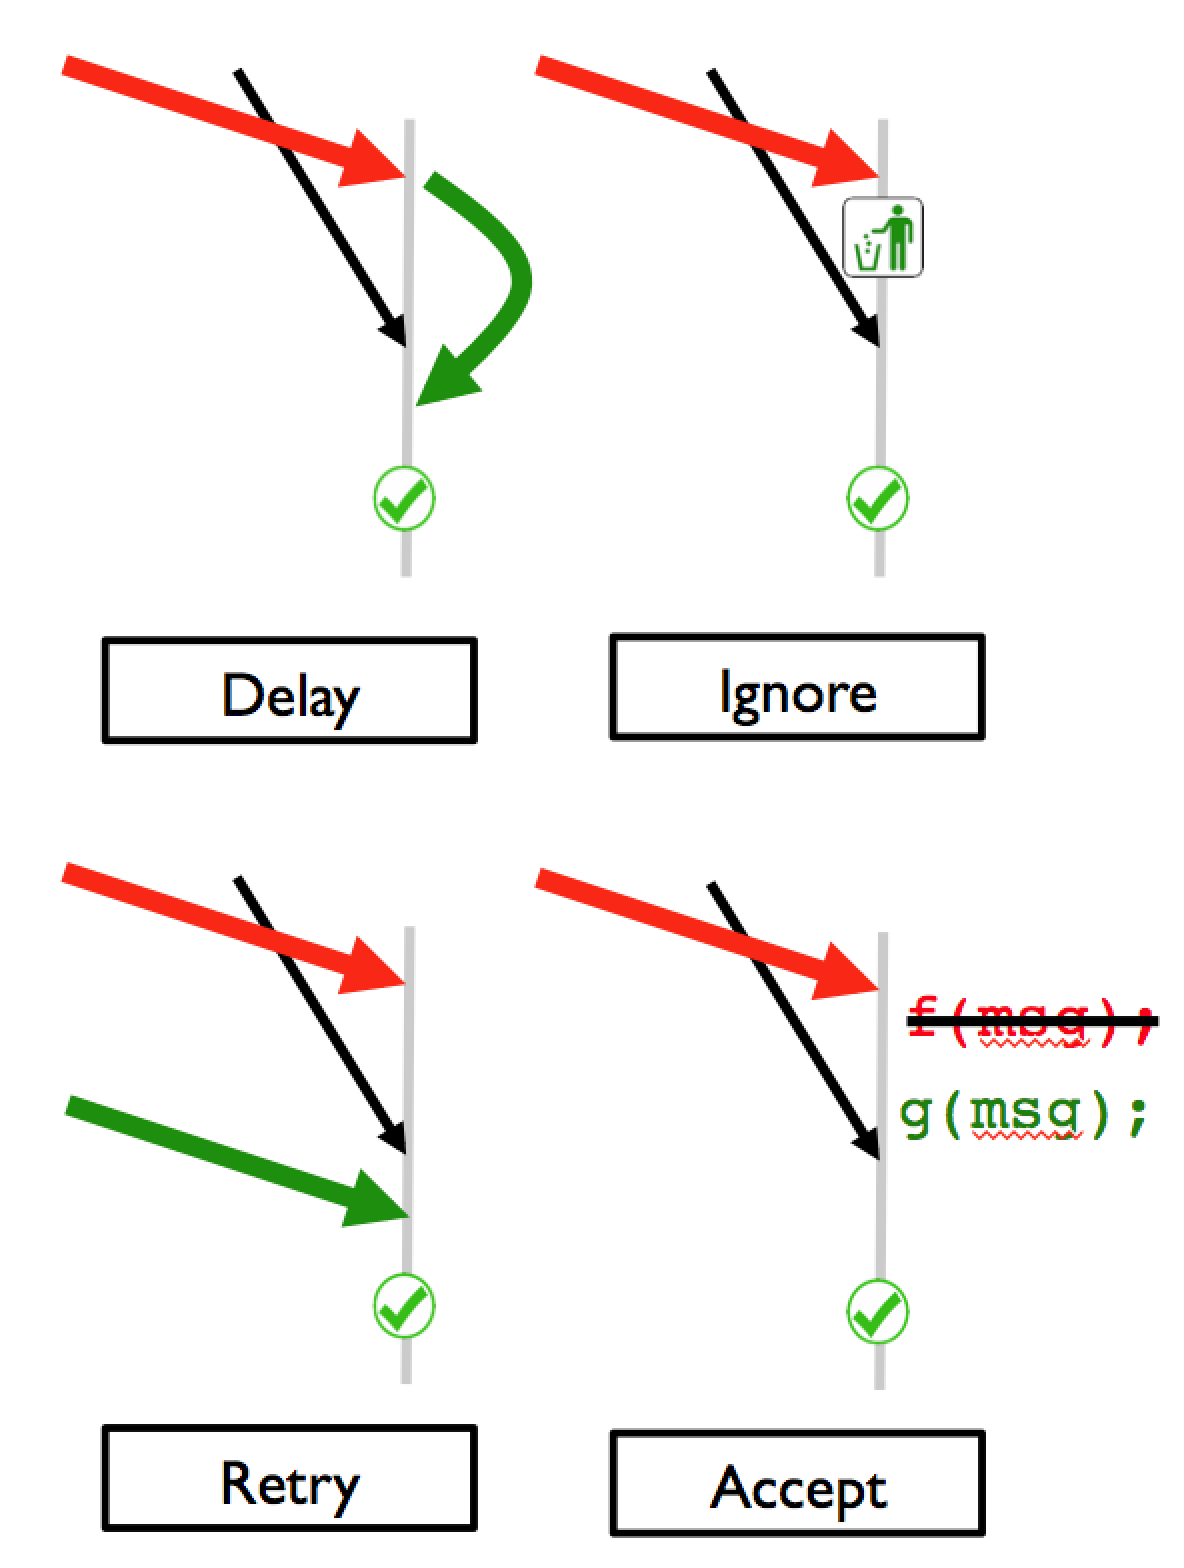 Delay
Ignore
f(msg);
g(msg);
Retry
Accept